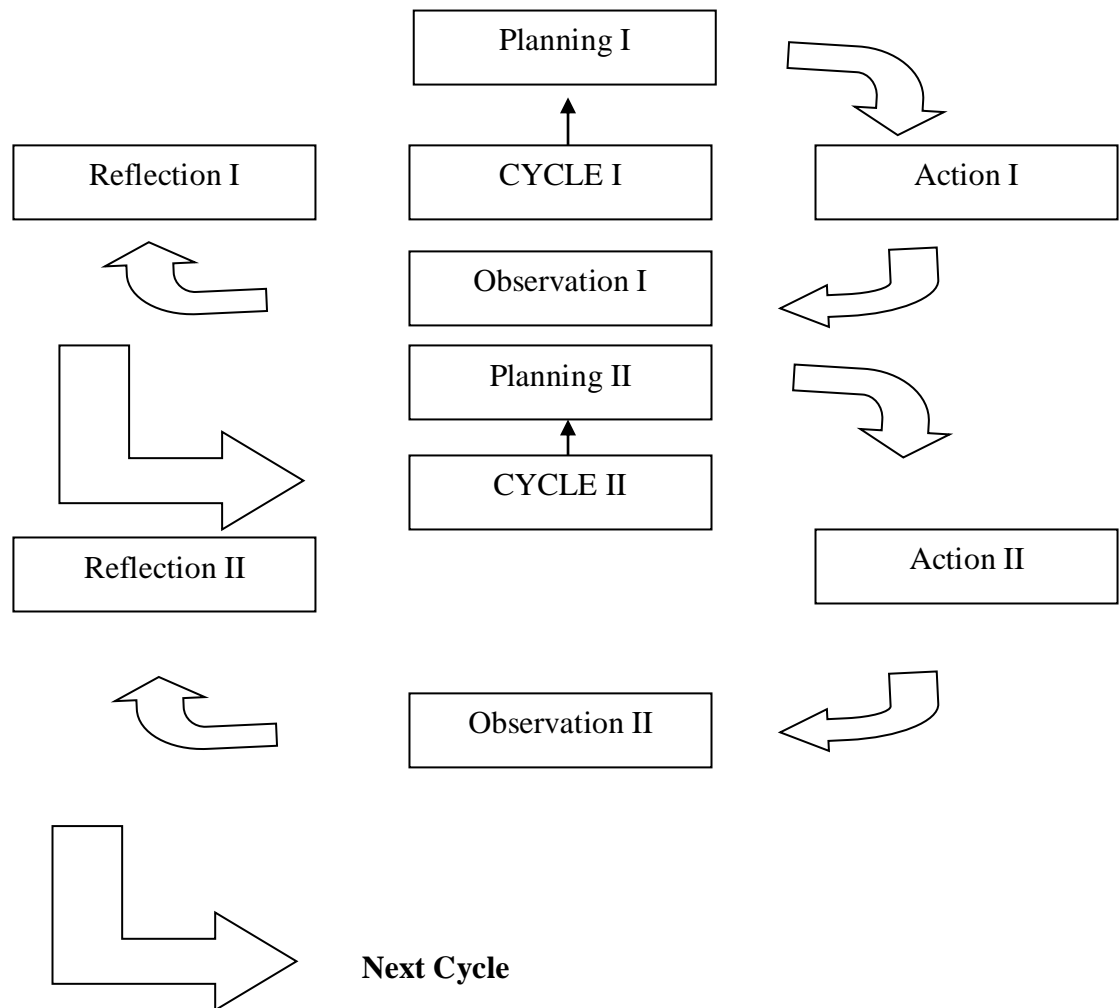 Planning I
Reflection I
CYCLE I
Action I
Observation I
Planning II
CYCLE II
Reflection II
Action II
Observation II
Next Cycle